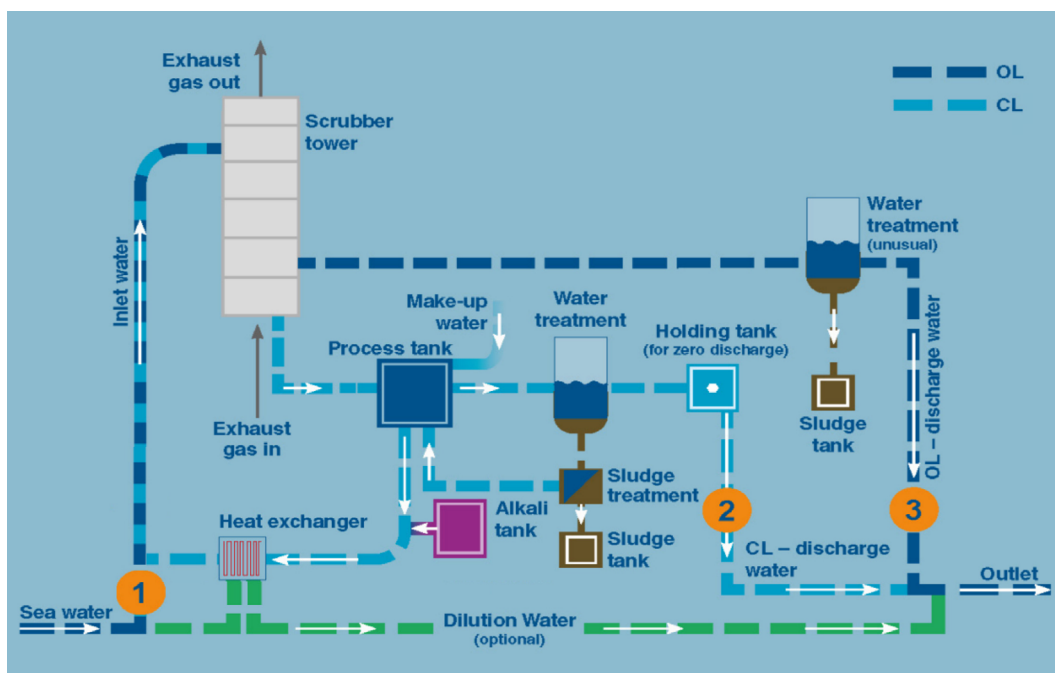 Exhaust
gas out
OL
CL
Scrubber
tower
Water
treatment
(unusual)
Inlet water
Make-up
water
Water
treatment
Holding tank
(for zero discharge)
Process tank
OL – discharge water
Exhaust
gas in
Sludge
tank
Sludge
treatment
Alkali
tank
Heat exchanger
2
3
Sludge
tank
CL – discharge
water
1
Sea water
Outlet
Dilution Water
(optional)